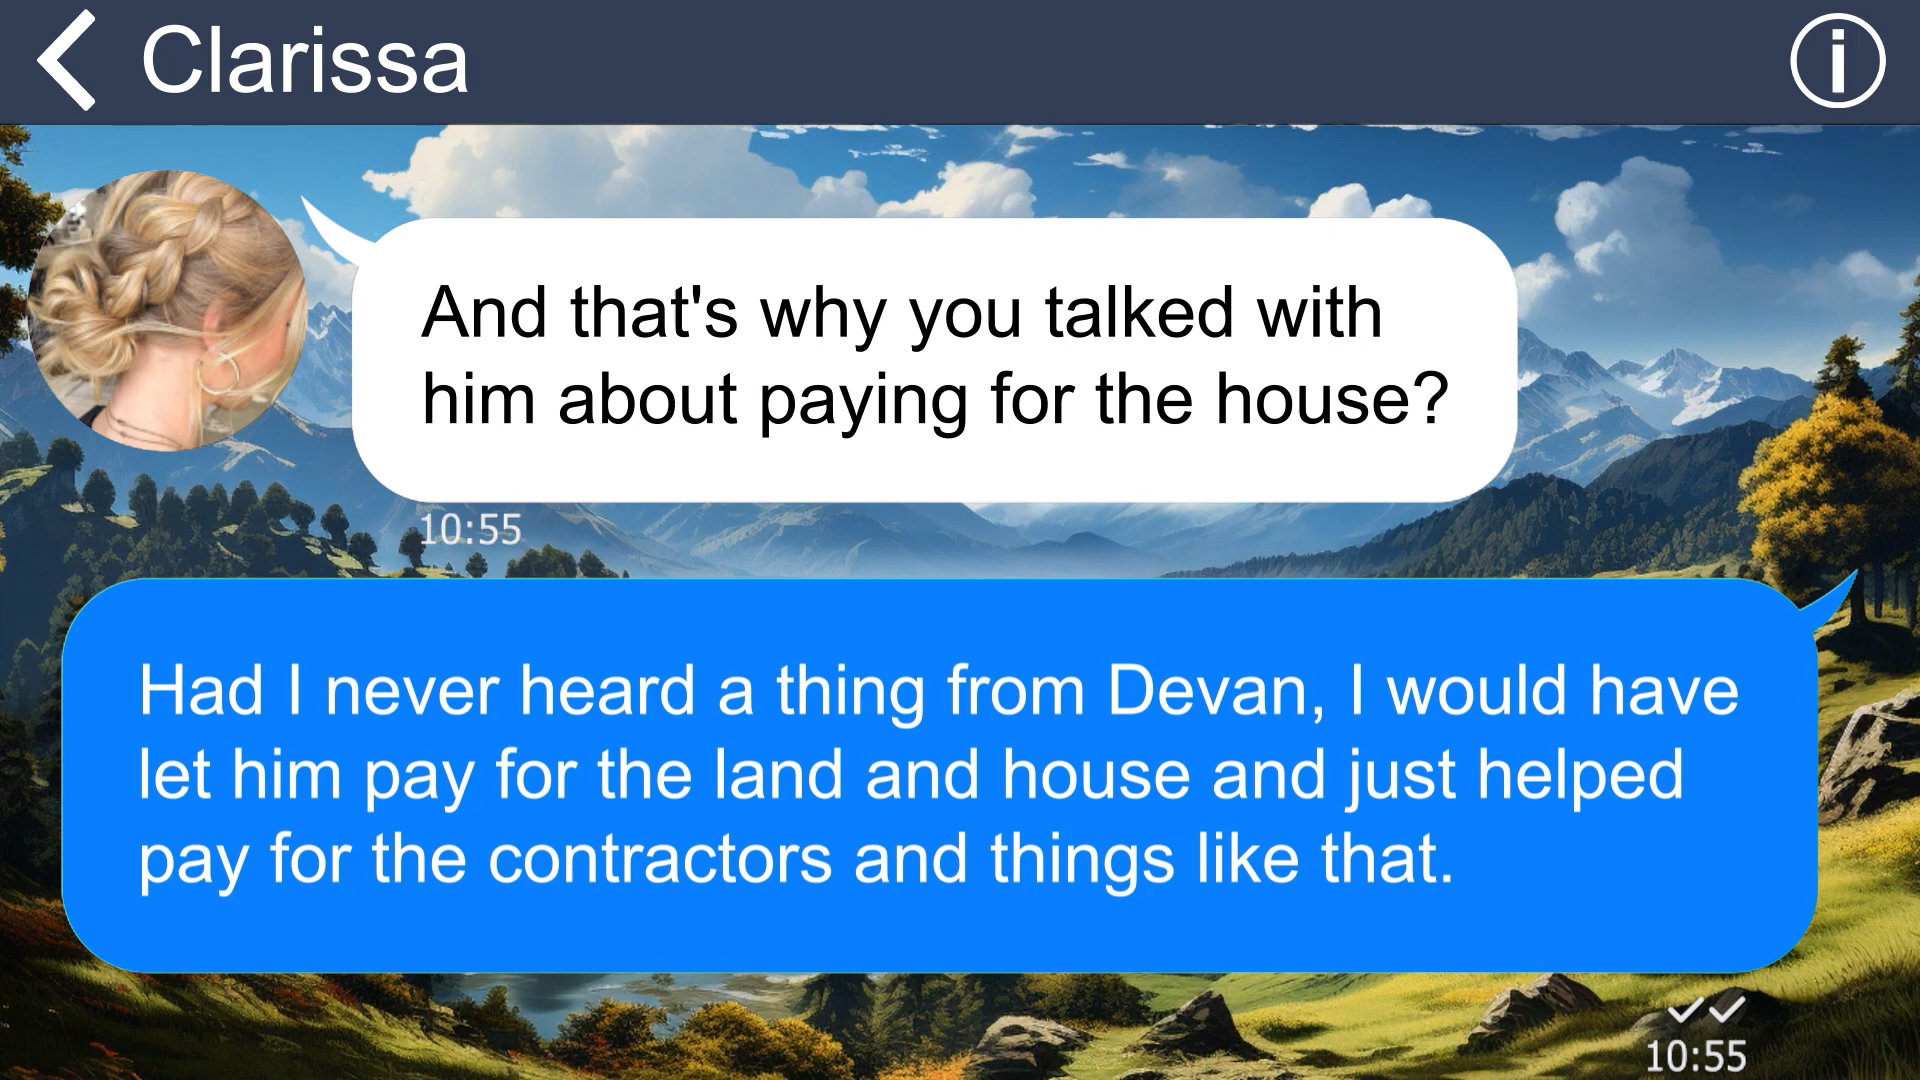 Clarissa
And that's why you talked with
him about paying for the house?
10:55
Had I never heard a thing from Devan, I would have
let him pay for the land and house and just helped
pay for the contractors and things like that.
10:55